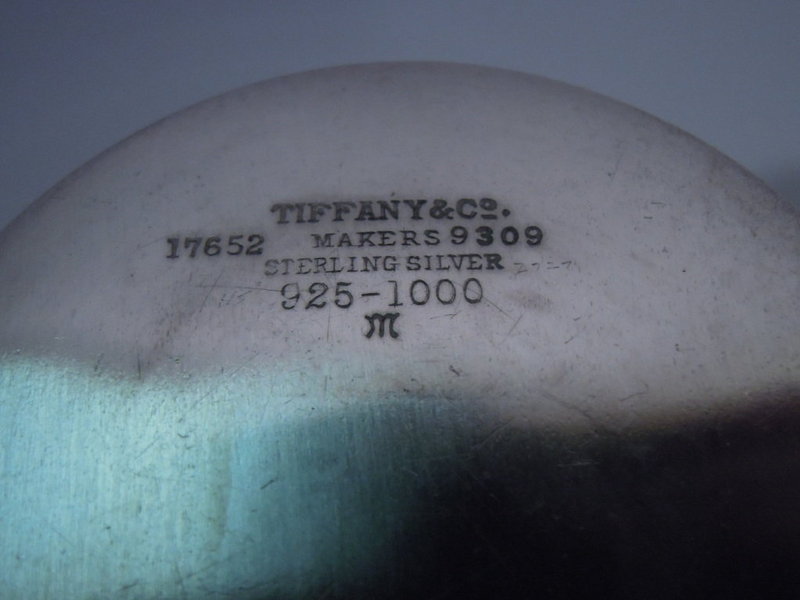 TIFFANY & Co.
17652 MAKERS 9309
STERLING SILVER
925-1000
M